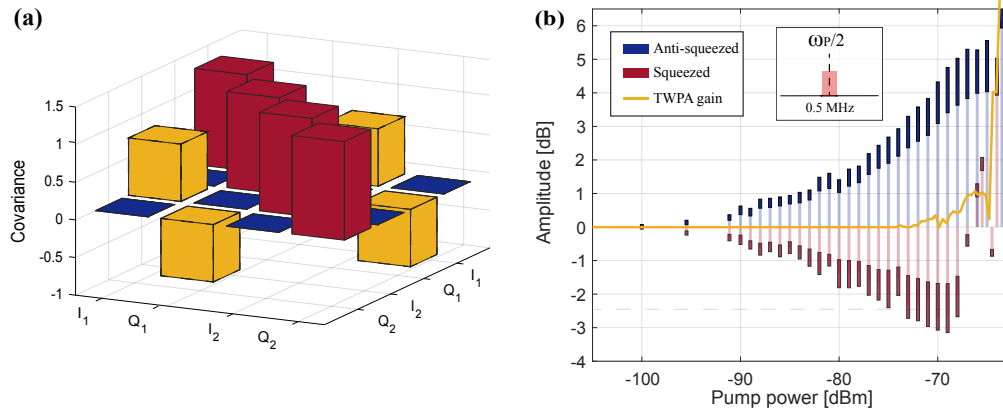 (a)
Covariance
1.5
1
0.5
0
-0.5
-1
I1
Q1
I2
Q2
Q2
I2
Q1
I1
(b)
Amplitude [dB]
6
5
4
3
2
1
0
-1
-2
-3
-4
Anti-squeezed
Squeezed
TWPA gain
ωP/2
0.5 MHz
-100
-90
-80
-70
Pump power [dBm]